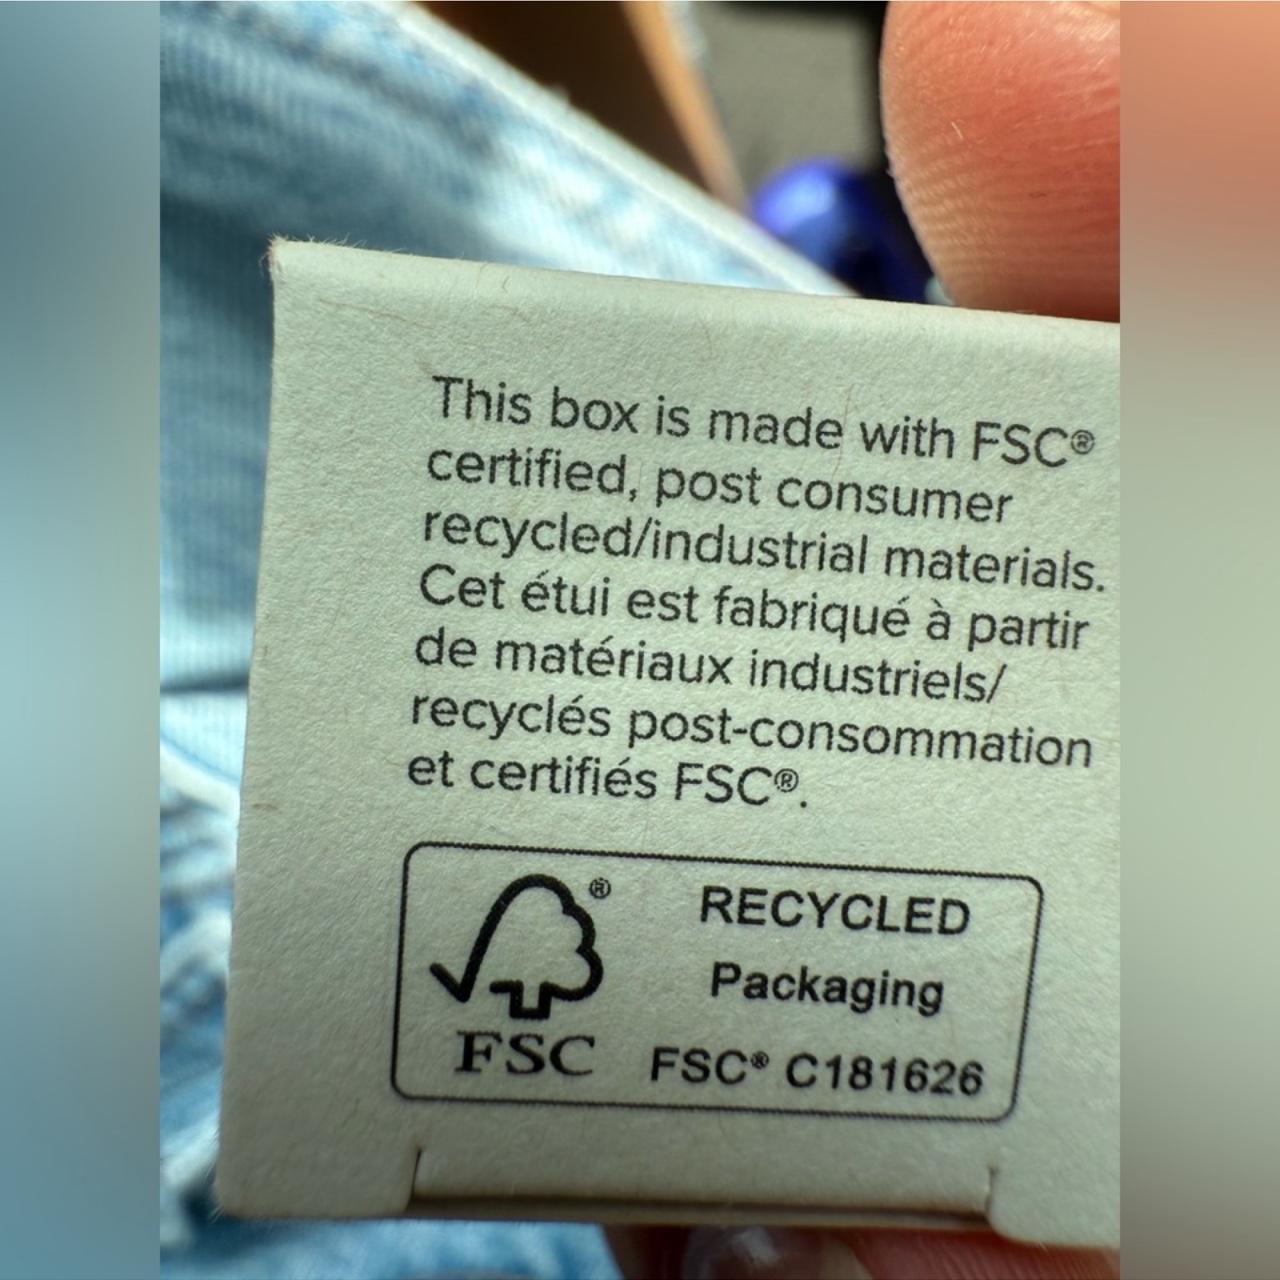 This box is made with FSC®
certified, post consumer
recycled/industrial materials.
Cet étui est fabriqué à partir
de matériaux industriels/
recyclés post-consommation
et certifiés FSC®.
®
FSC
RECYCLED
Packaging
FSC® C181626